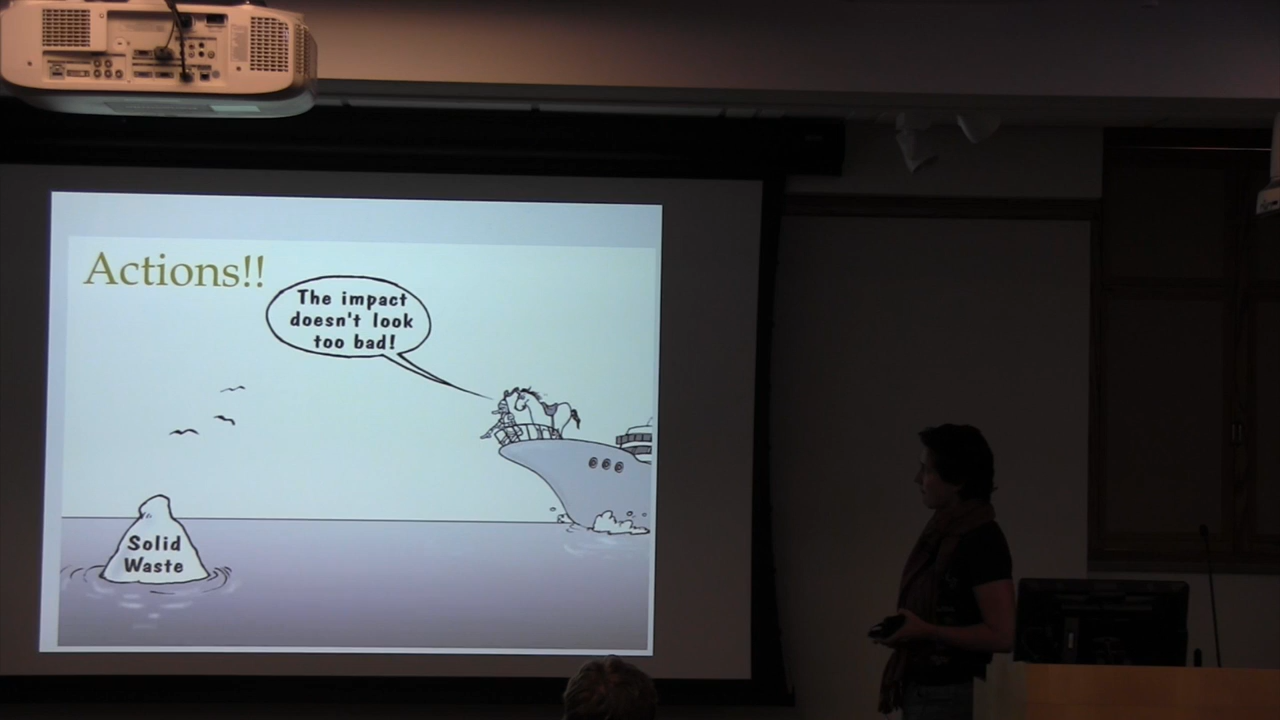 Actions!!
The impact
doesn't look
too bad!
Solid
Waste